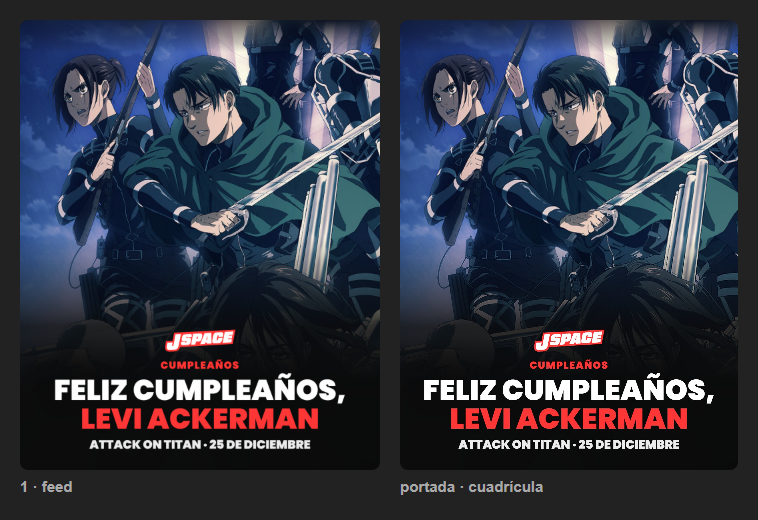 JSPACE
CUMPLEAÑOS
FELIZ CUMPLEAÑOS,
LEVI ACKERMAN
ATTACK ON TITAN · 25 DE DICIEMBRE
1 · feed
JSPACE
CUMPLEAÑOS
FELIZ CUMPLEAÑOS,
LEVI ACKERMAN
ATTACK ON TITAN · 25 DE DICIEMBRE
portada · cuadrícula